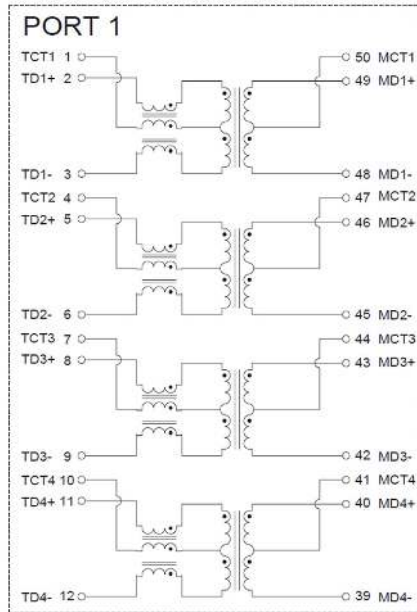 PORT 1
TCT1 1 50 MCT1
TD1+ 2 49 MD1+
TD1- 3 48 MD1-
TCT2 4 47 MCT2
TD2+ 5 46 MD2+
TD2- 6 45 MD2-
TCT3 7 44 MCT3
TD3+ 8 43 MD3+
TD3- 9 42 MD3-
TCT4 10 41 MCT4
TD4+ 11 40 MD4+
TD4- 12 39 MD4-